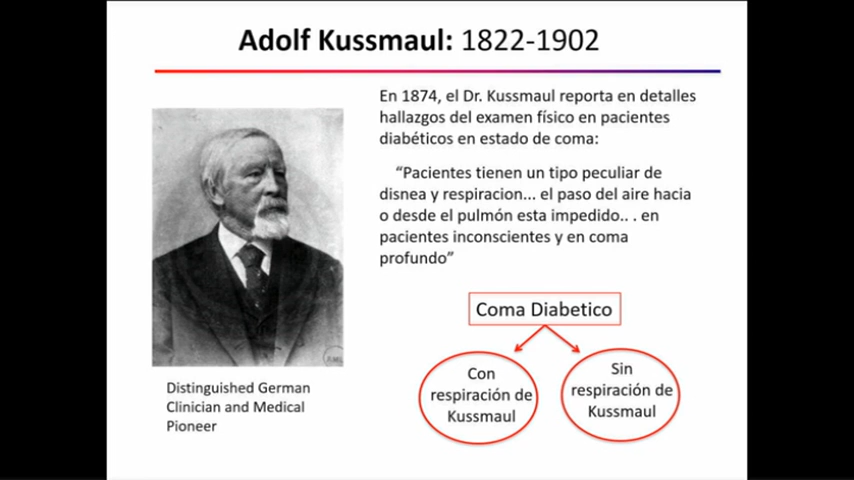 Adolf Kussmaul: 1822-1902
En 1874, el Dr. Kussmaul reporta en detalles
hallazgos del examen físico en pacientes
diabéticos en estado de coma:
“Pacientes tienen un tipo peculiar de
disnea y respiracion... el paso del aire hacia
o desde el pulmón esta impedido.. . en
pacientes inconscientes y en coma
profundo”
Distinguished German
Clinician and Medical
Pioneer
Coma Diabetico
Con
respiración de
Kussmaul
Sin
respiración de
Kussmaul